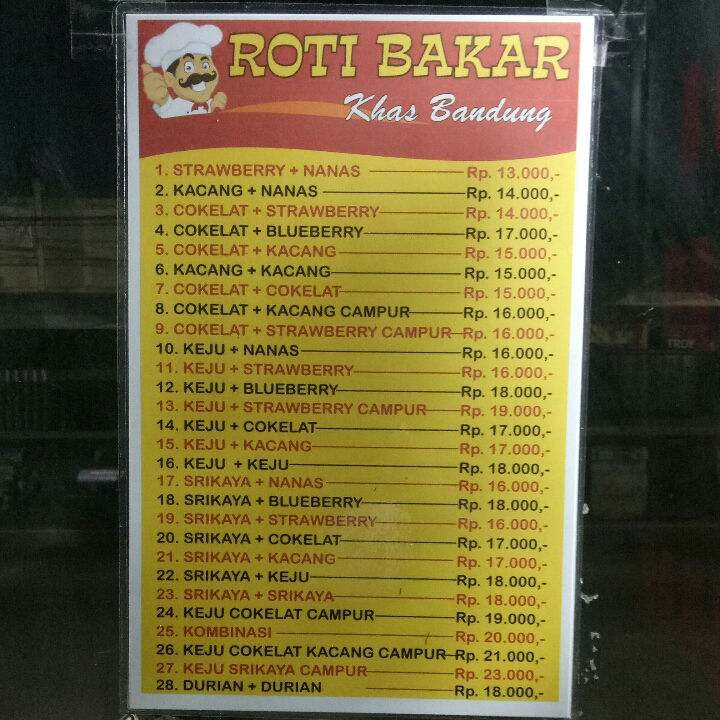 ROTI BAKAR
Khas Bandung
1. STRAWBERRY + NANAS Rp. 13.000,-
2. KACANG + NANAS Rp. 14.000,-
3. COKELAT + STRAWBERRY Rp. 14.000,-
4. COKELAT + BLUEBERRY Rp. 17.000,-
5. COKELAT + KACANG Rp. 15.000,-
6. KACANG + KACANG Rp. 15.000,-
7. COKELAT + COKELAT Rp. 15.000,-
8. COKELAT + KACANG CAMPUR Rp. 16.000,-
9. COKELAT + STRAWBERRY CAMPUR Rp. 16.000,-
10. KEJU + NANAS Rp. 16.000,-
11. KEJU + STRAWBERRY Rp. 16.000,-
12. KEJU + BLUEBERRY Rp. 18.000,-
13. KEJU + STRAWBERRY CAMPUR Rp. 19.000,-
14. KEJU + COKELAT Rp. 17.000,-
15. KEJU + KACANG Rp. 17.000,-
16. KEJU + KEJU Rp. 18.000,-
17. SRIKAYA + NANAS Rp. 16.000,-
18. SRIKAYA + BLUEBERRY Rp. 18.000,-
19. SRIKAYA + STRAWBERRY Rp. 16.000,-
20. SRIKAYA + COKELAT Rp. 17.000,-
21. SRIKAYA + KACANG Rp. 17.000,-
22. SRIKAYA + KEJU Rp. 18.000,-
23. SRIKAYA + SRIKAYA Rp. 18.000,-
24. KEJU COKELAT CAMPUR Rp. 19.000,-
25. KOMBINASI Rp. 20.000,-
26. KEJU COKELAT KACANG CAMPUR Rp. 21.000,-
27. KEJU SRIKAYA CAMPUR Rp. 23.000,-
28. DURIAN + DURIAN Rp. 18.000,-